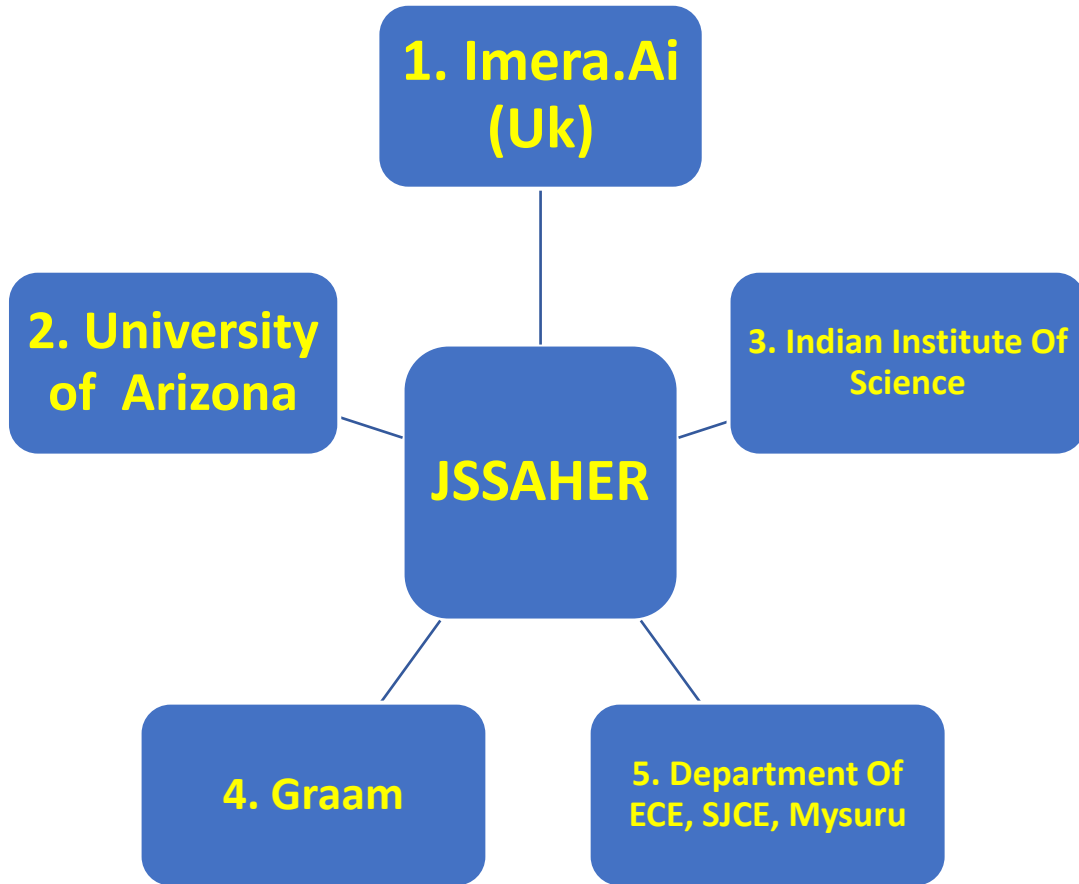 1. Imera.Ai
(Uk)
2. University
of Arizona
3. Indian Institute Of
Science
JSSAHER
4. Graam
5. Department Of
ECE, SJCE, Mysuru